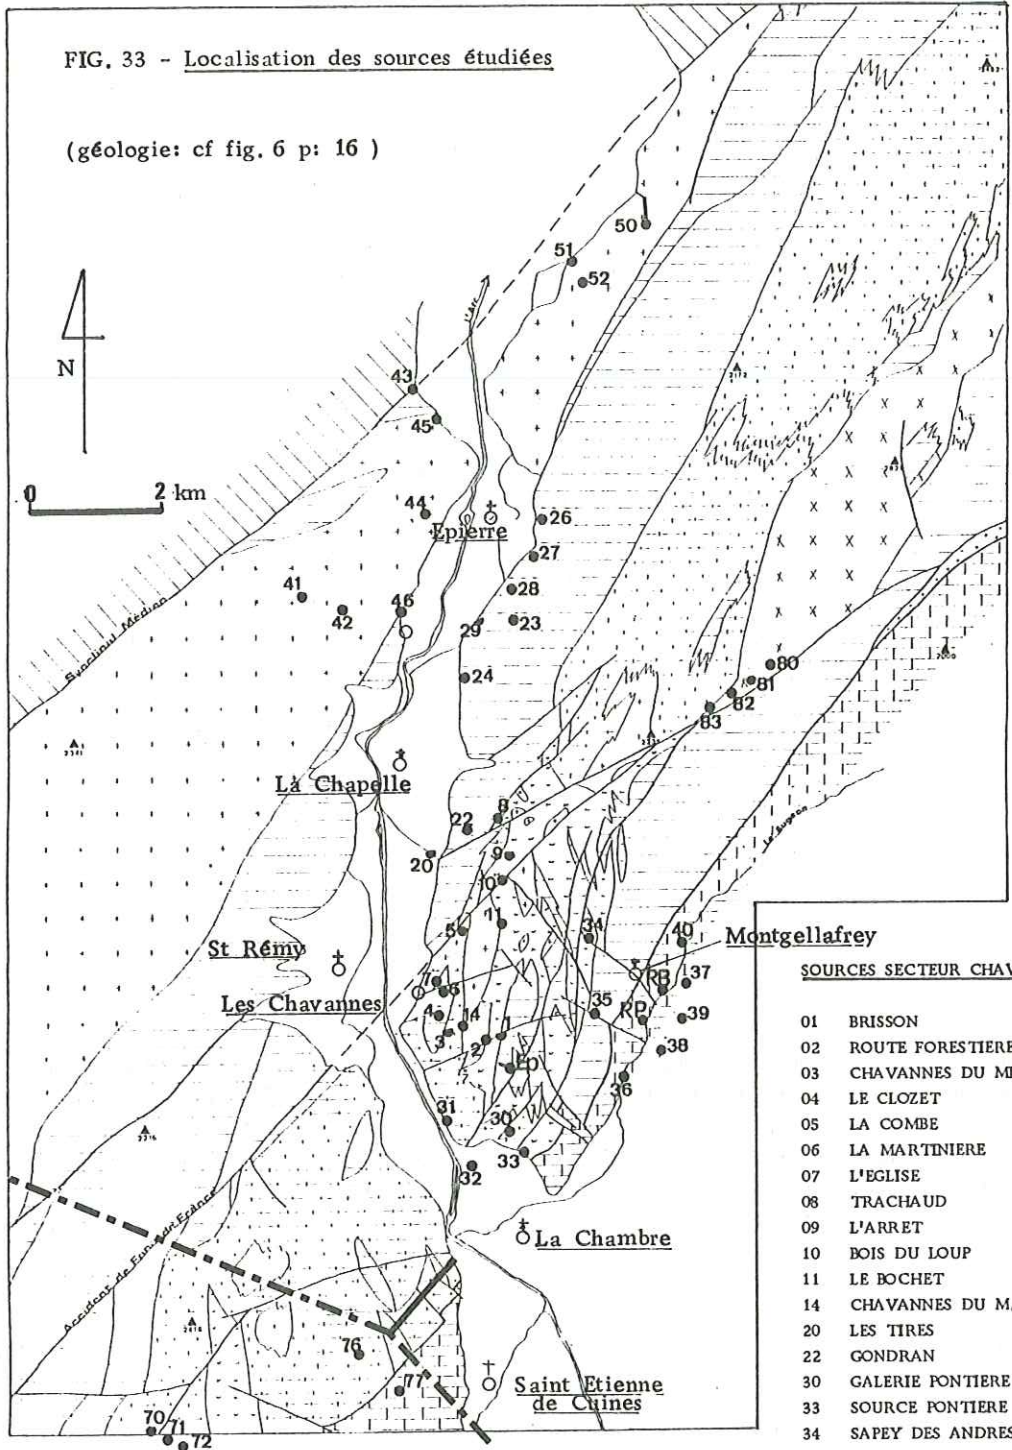 FIG. 33 - Localisation des sources étudiées
(géologie: cf fig. 6 p: 16 )
50
51
52
L'Arc
43
45
N
0 2 km
44
Epierre
26
27
41
42
46
28
29
23
24
Synclinal Médian
80
81
82
83
La Chapelle
8
22
20
9
10
11
5
34
Montgellafrey
40
St Rémy
Les Chavannes
7
6
4
3
14
2
1
35
RB
RP
37
39
38
36
Ep
31
30
32
33
La Chambre
Le Bugeon
Accident de Fond de France
76
77
Saint Etienne
de Cuines
70
71
72
SOURCES SECTEUR CHAV
01 BRISSON
02 ROUTE FORESTIERE
03 CHAVANNES DU M
04 LE CLOZET
05 LA COMBE
06 LA MARTINIERE
07 L'EGLISE
08 TRACHAUD
09 L'ARRET
10 BOIS DU LOUP
11 LE BOCHET
14 CHAVANNES DU M
20 LES TIRES
22 GONDRAN
30 GALERIE PONTIERE
33 SOURCE PONTIERE
34 SAPEY DES ANDRES